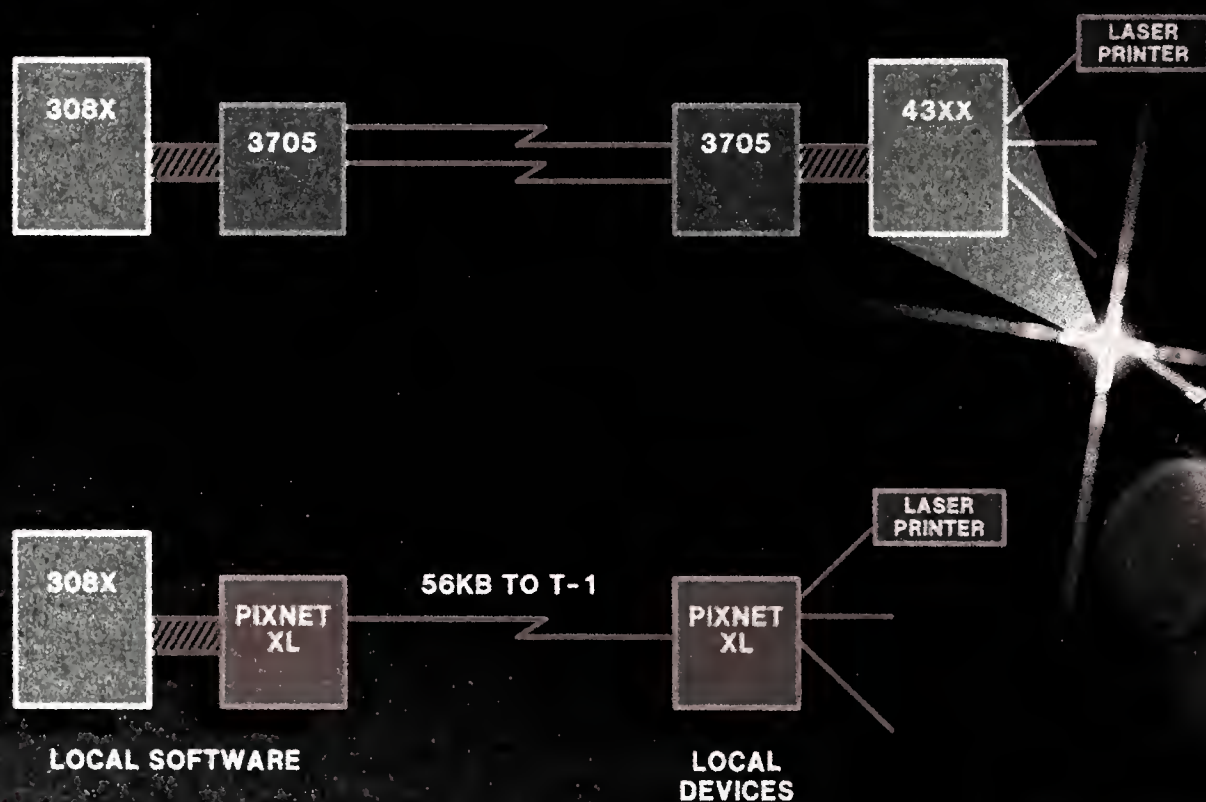 LASER
PRINTER
308X
3705
3705
43XX
LASER
PRINTER
308X
PIXNET
XL
56KB TO T-1
PIXNET
XL
LOCAL SOFTWARE
LOCAL
DEVICES